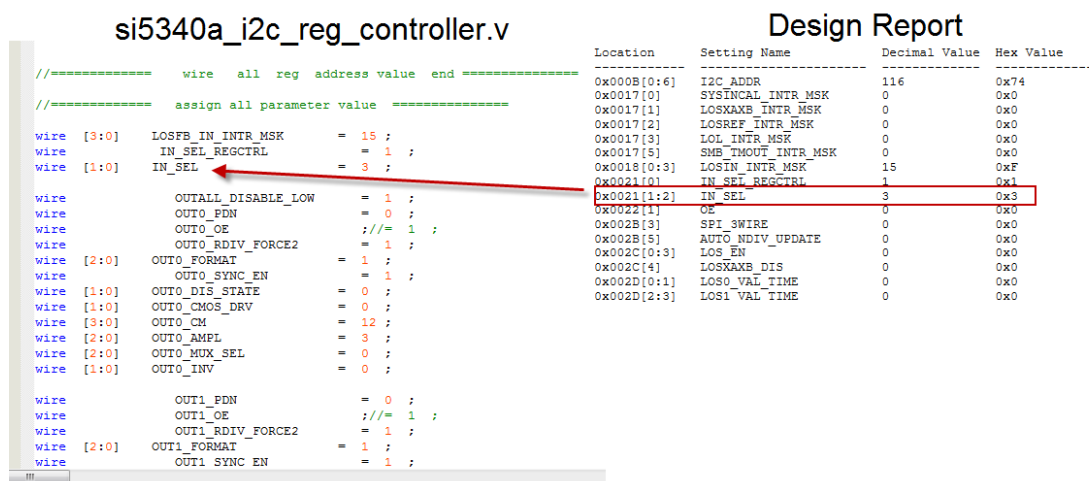 si5340a_i2c_reg_controller.v
//============= wire all reg address value end ===============
//============= assign all parameter value ===============
wire [3:0] LOSFB_IN_INTR_MSK = 15 ;
wire IN_SEL_REGCTRL = 1 ;
wire [1:0] IN_SEL = 3 ;
wire OUTALL_DISABLE_LOW = 1 ;
wire OUT0_PDN = 0 ;
wire OUT0_OE ;//= 1 ;
wire OUT0_RDIV_FORCE2 = 1 ;
wire [2:0] OUT0_FORMAT = 1 ;
wire OUT0_SYNC_EN = 1 ;
wire [1:0] OUT0_DIS_STATE = 0 ;
wire [1:0] OUT0_CMOS_DRV = 0 ;
wire [3:0] OUT0_CM = 12 ;
wire [2:0] OUT0_AMPL = 3 ;
wire [2:0] OUT0_MUX_SEL = 0 ;
wire [1:0] OUT0_INV = 0 ;
wire OUT1_PDN = 0 ;
wire OUT1_OE ;//= 1 ;
wire OUT1_RDIV_FORCE2 = 1 ;
wire [2:0] OUT1_FORMAT = 1 ;
wire OUT1_SYNC_EN = 1 ;
Design Report
Location Setting Name Decimal Value Hex Value
------------- ---------------------- ------------- -------------
0x000B[0:6] I2C_ADDR 116 0x74
0x0017[0] SYSINCAL_INTR_MSK 0 0x0
0x0017[1] LOSXAXB_INTR_MSK 0 0x0
0x0017[2] LOSREF_INTR_MSK 0 0x0
0x0017[3] LOL_INTR_MSK 0 0x0
0x0017[5] SMB_TMOUT_INTR_MSK 0 0x0
0x0018[0:3] LOSIN_INTR_MSK 15 0xF
0x0021[0] IN_SEL_REGCTRL 1 0x1
0x0021[1:2] IN_SEL 3 0x3
0x0022[1] OE 0 0x0
0x002B[3] SPI_3WIRE 0 0x0
0x002B[5] AUTO_NDIV_UPDATE 0 0x0
0x002C[0:3] LOS_EN 0 0x0
0x002C[4] LOSXAXB_DIS 0 0x0
0x002D[0:1] LOS0_VAL_TIME 0 0x0
0x002D[2:3] LOS1_VAL_TIME 0 0x0